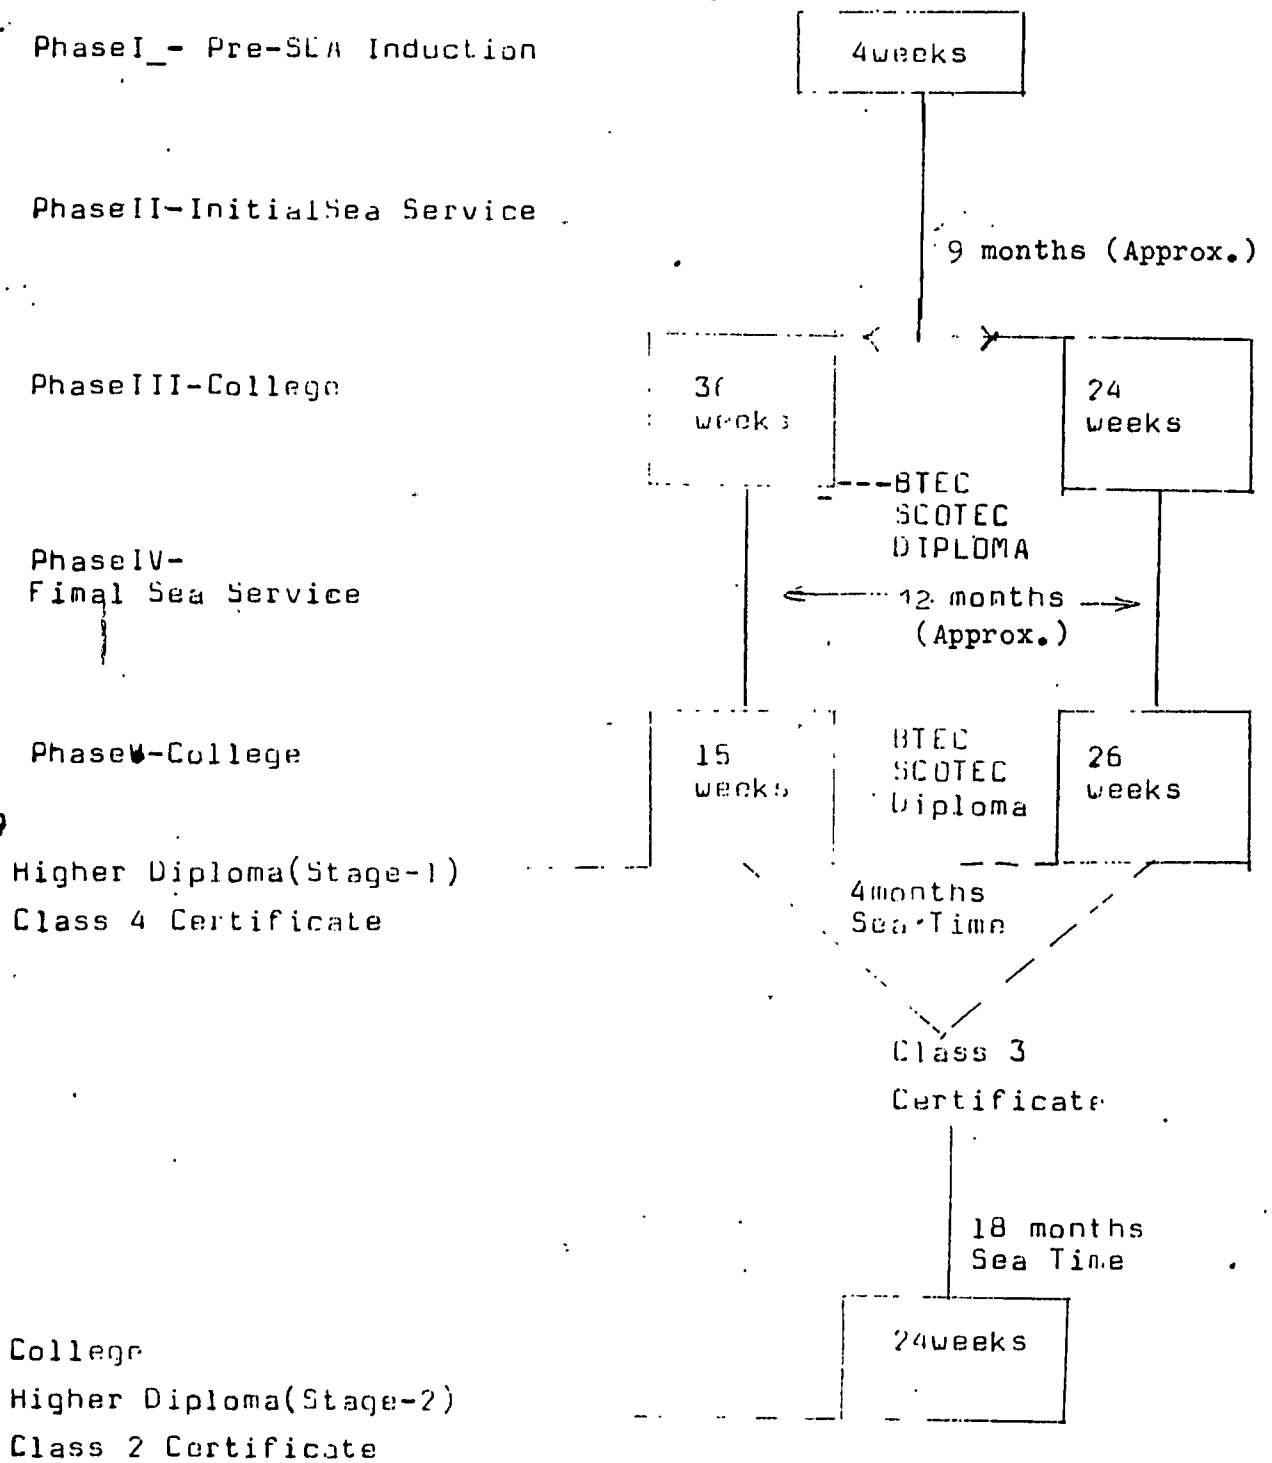 PhaseI_- Pre-SEA Induction
4weeks
PhaseII-InitialSea Service
9 months (Approx.)
PhaseIII-College
weeks
24
weeks
BTEC
SCOTEC
DIPLOMA
PhaseIV-
Fimal Sea Service
12 months
(Approx.)
PhaseV-College
15
weeks
BTEC
SCOTEC
Diploma
26
weeks
Higher Diploma(Stage-1)
Class 4 Certificate
4months
Sea-Time
Class 3
Certificate
18 months
Sea Time
24weeks
College
Higher Diploma(Stage-2)
Class 2 Certificate